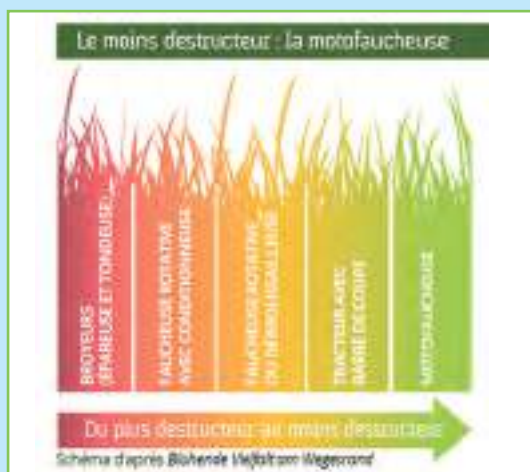 Le moins destructeur : la motofaucheuse
BROYEURS
(ÉPAREUSE ET TONDEUSE)...
FAUCHEUSE ROTATIVE
AVEC CONDITIONNEUSE
FAUCHEUSE ROTATIVE
OU DÉBROUSSAILLEUSE
TRACTEUR AVEC
BARRE DE COUPE
MOTOFAUCHEUSE
Du plus destructeur au moins destructeur
Schéma d'après Blühende Vielfalt am Wegesrand